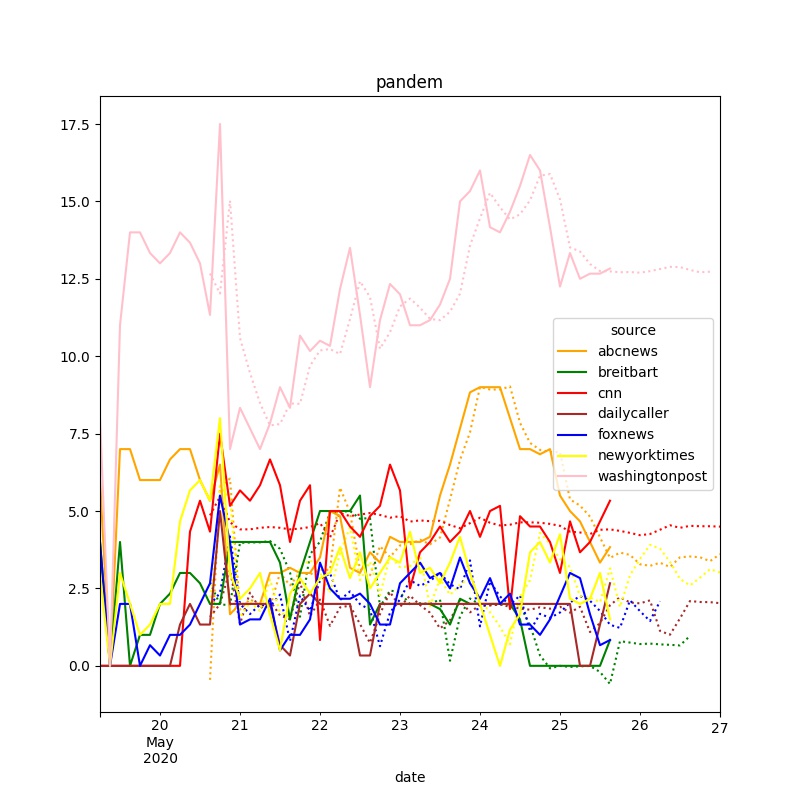 pandem
17.5
15.0
12.5
10.0
7.5
5.0
2.5
0.0
source
abcnews
breitbart
cnn
dailycaller
foxnews
newyorktimes
washingtonpost
20 21 22 23 24 25 26 27
May
2020
date